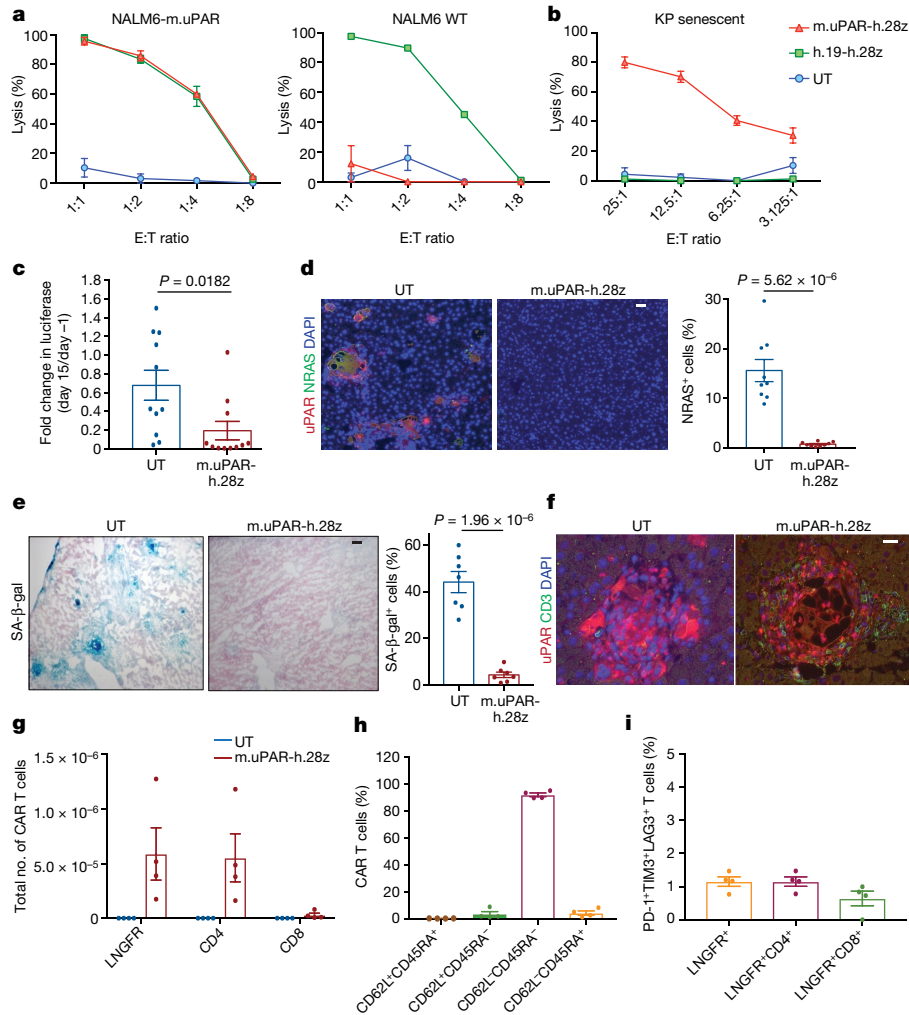 a
NALM6-m.uPAR
Lysis (%)
100
80
60
40
20
0
1:1
1:2
1:4
1:8
NALM6 WT
Lysis (%)
100
80
60
40
20
0
1:1
1:2
1:4
1:8
E:T ratio
b
KP senescent
Lysis (%)
100
80
60
40
20
0
25:1
12.5:1
6.25:1
3.125:1
E:T ratio
m.uPAR-h.28z
h.19-h.28z
UT
c
Fold change in luciferase
(day 15/day –1)
1.8
1.6
1.4
1.2
1.0
0.8
0.6
0.4
0.2
0
P = 0.0182
UT
m.uPAR-
h.28z
d
UT
m.uPAR-h.28z
uPAR NRAS DAPI
P = 5.62 × 10⁻⁶
NRAS⁺ cells (%)
30
20
10
0
UT
m.uPAR-
h.28z
e
UT
m.uPAR-h.28z
SA-β-gal
P = 1.96 × 10⁻⁶
SA-β-gal⁺ cells (%)
60
40
20
0
UT
m.uPAR-
h.28z
f
UT
m.uPAR-h.28z
uPAR CD3 DAPI
g
UT
m.uPAR-h.28z
Total no. of CAR T cells
1.5 × 10⁻⁶
1.0 × 10⁻⁶
5.0 × 10⁻⁵
0
LNGFR
CD4
CD8
h
CAR T cells (%)
120
100
80
60
40
20
0
CD62L⁺CD45RA⁺
CD62L⁺CD45RA⁻
CD62L⁻CD45RA⁻
CD62L⁻CD45RA⁺
i
PD-1⁺TIM3⁺LAG3⁺ T cells (%)
5
4
3
2
1
0
LNGFR⁺
LNGFR⁺CD4⁺
LNGFR⁺CD8⁺